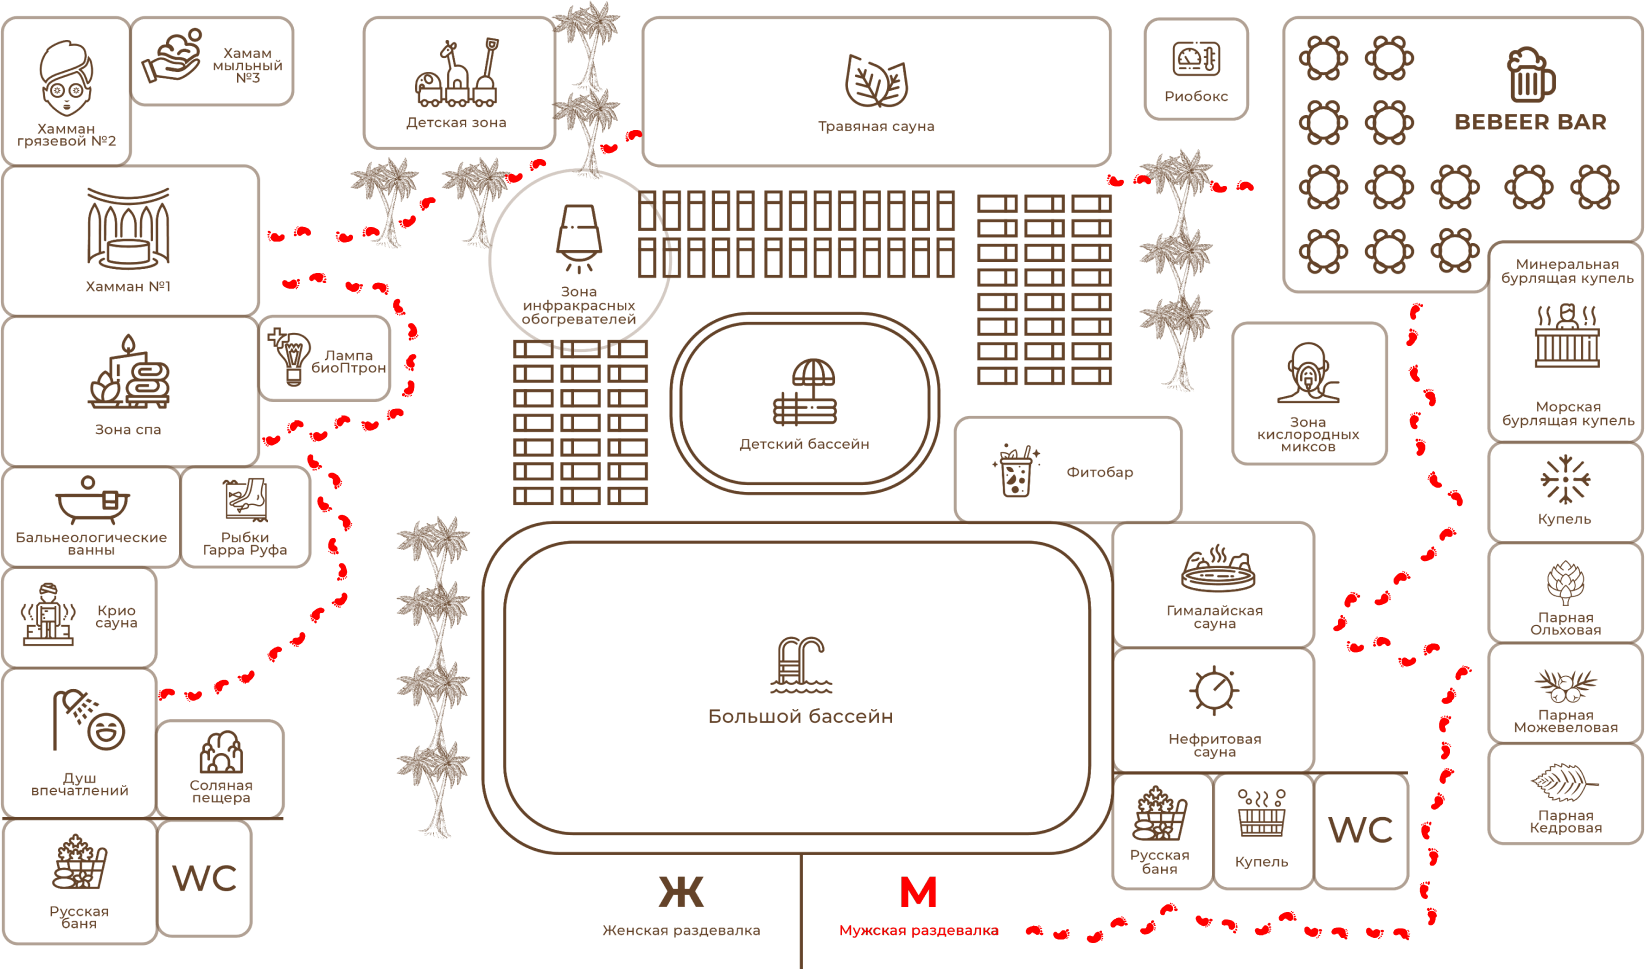 Хамман
грязевой №2
Хамам
мыльный
№3
Детская зона
Травяная сауна
Риобокс
BEBEER BAR
Хамман №1
Зона
инфракрасных
обогревателей
Минеральная
бурлящая купель
Лампа
биоПтрон
Зона спа
Детский бассейн
Зона
кислородных
миксов
Морская
бурлящая купель
Фитобар
Купель
Бальнеологические
ванны
Рыбки
Гарра Руфа
Крио
сауна
Гималайская
сауна
Парная
Ольховая
Большой бассейн
Нефритовая
сауна
Парная
Можевеловая
Душ
впечатлений
Соляная
пещера
Парная
Кедровая
Русская
баня
WC
Русская
баня
Купель
WC
Ж
Женская раздевалка
М
Мужская раздевалка